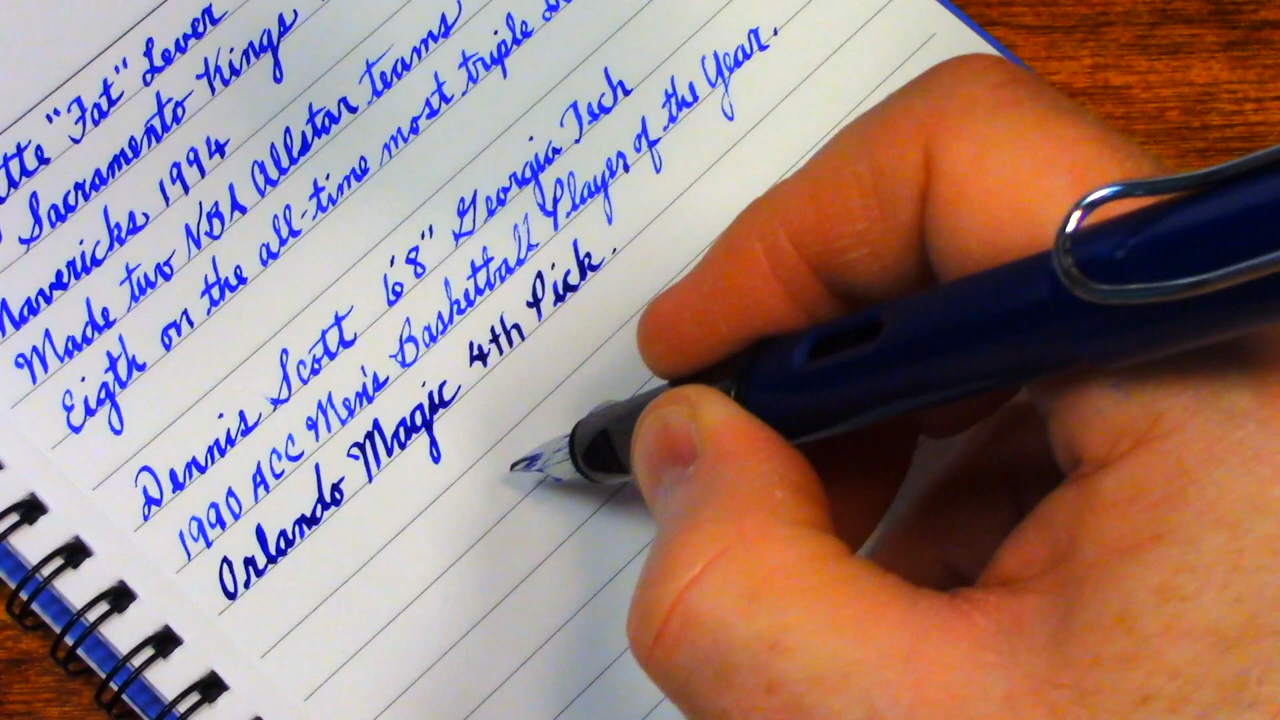 "Fat" Lever
Sacramento Kings
Mavericks 1994
Made two NBA Allstar teams
Eigth on the all-time most triple
Dennis Scott 6'8" Georgia Tech
1990 ACC Men's Basketball Player of the Year.
Orlando Magic 4th Pick.